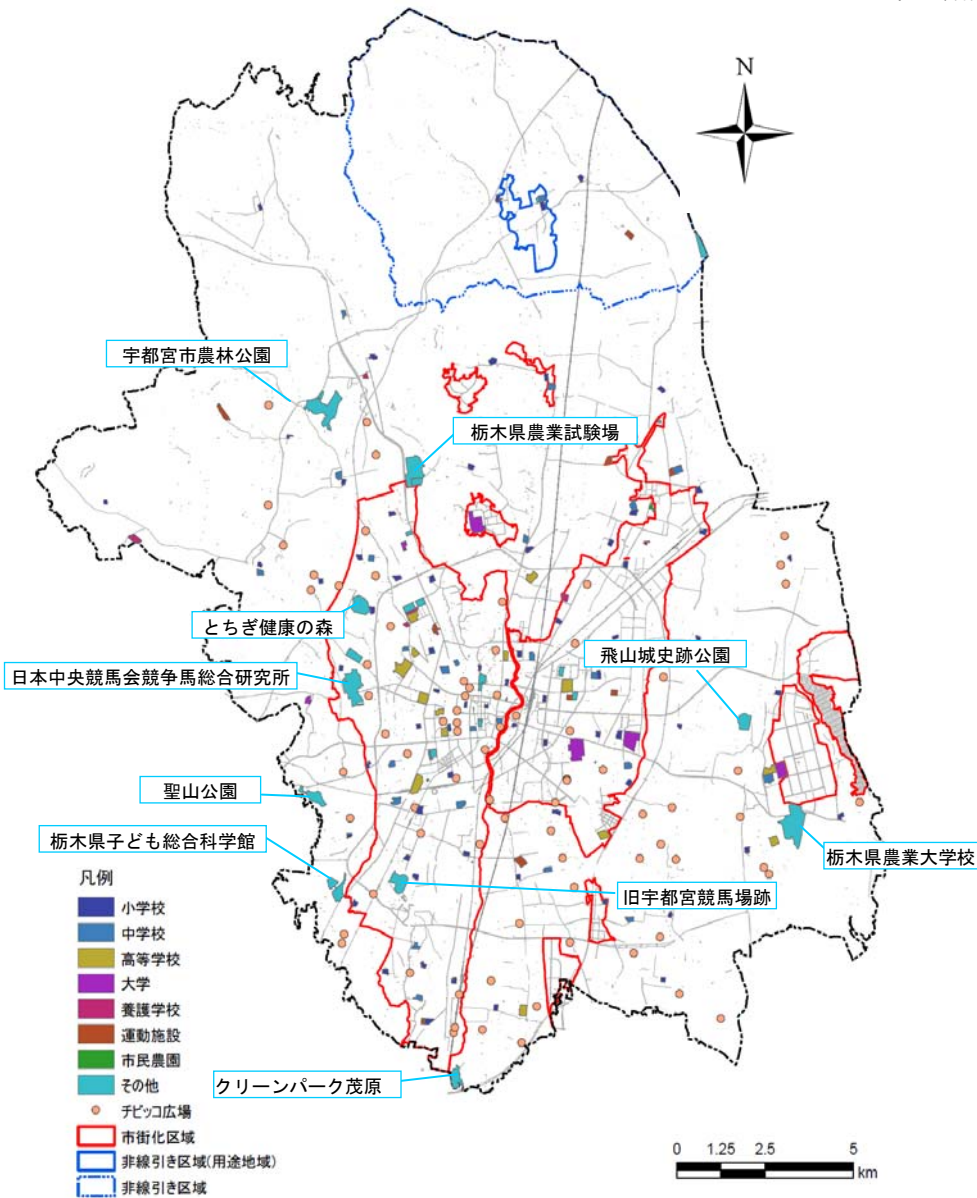 N
宇都宮市農林公園
栃木県農業試験場
とちぎ健康の森
飛山城史跡公園
日本中央競馬会競争馬総合研究所
聖山公園
栃木県子ども総合科学館
栃木県農業大学校
旧宇都宮競馬場跡
クリーンパーク茂原
凡例
小学校
中学校
高等学校
大学
養護学校
運動施設
市民農園
その他
チビッコ広場
市街化区域
非線引き区域(用途地域)
非線引き区域
0 1.25 2.5 5
km